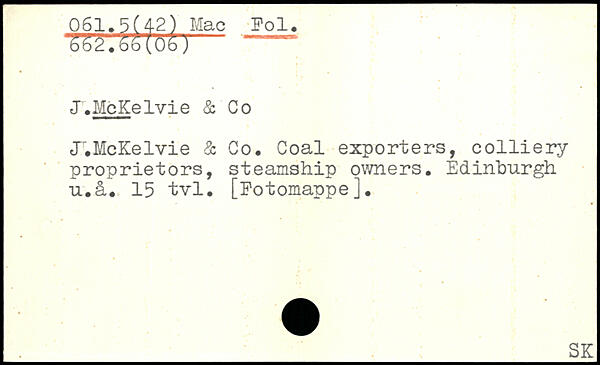 061.5(42) Mac Fol.
662.66(06)
J.McKelvie & Co
J.McKelvie & Co. Coal exporters, colliery
proprietors, steamship owners. Edinburgh
u.å. 15 tvl. [Fotomappe].
SK